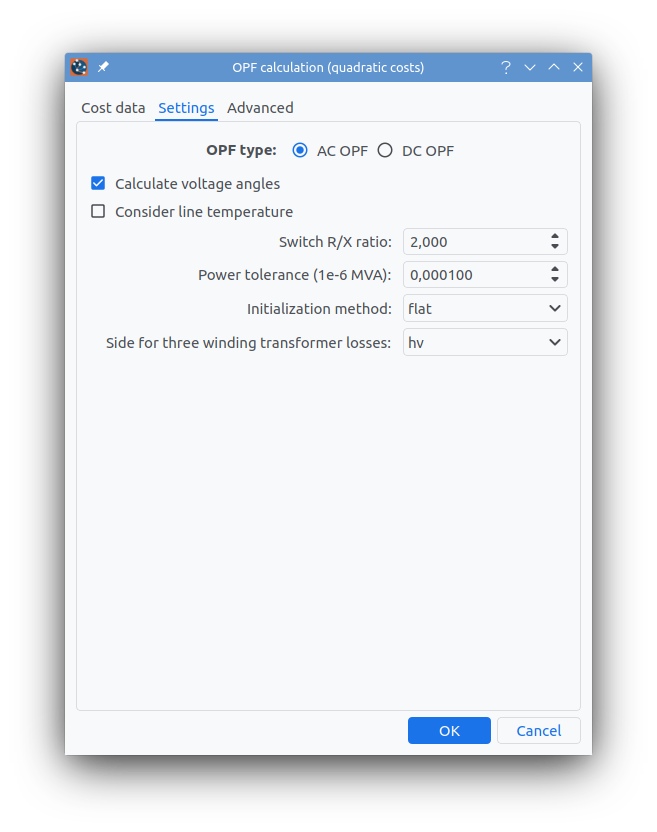 OPF calculation (quadratic costs)
Cost data Settings Advanced
OPF type: AC OPF DC OPF
Calculate voltage angles
Consider line temperature
Switch R/X ratio: 2,000
Power tolerance (1e-6 MVA): 0,000100
Initialization method: flat
Side for three winding transformer losses: hv
OK Cancel